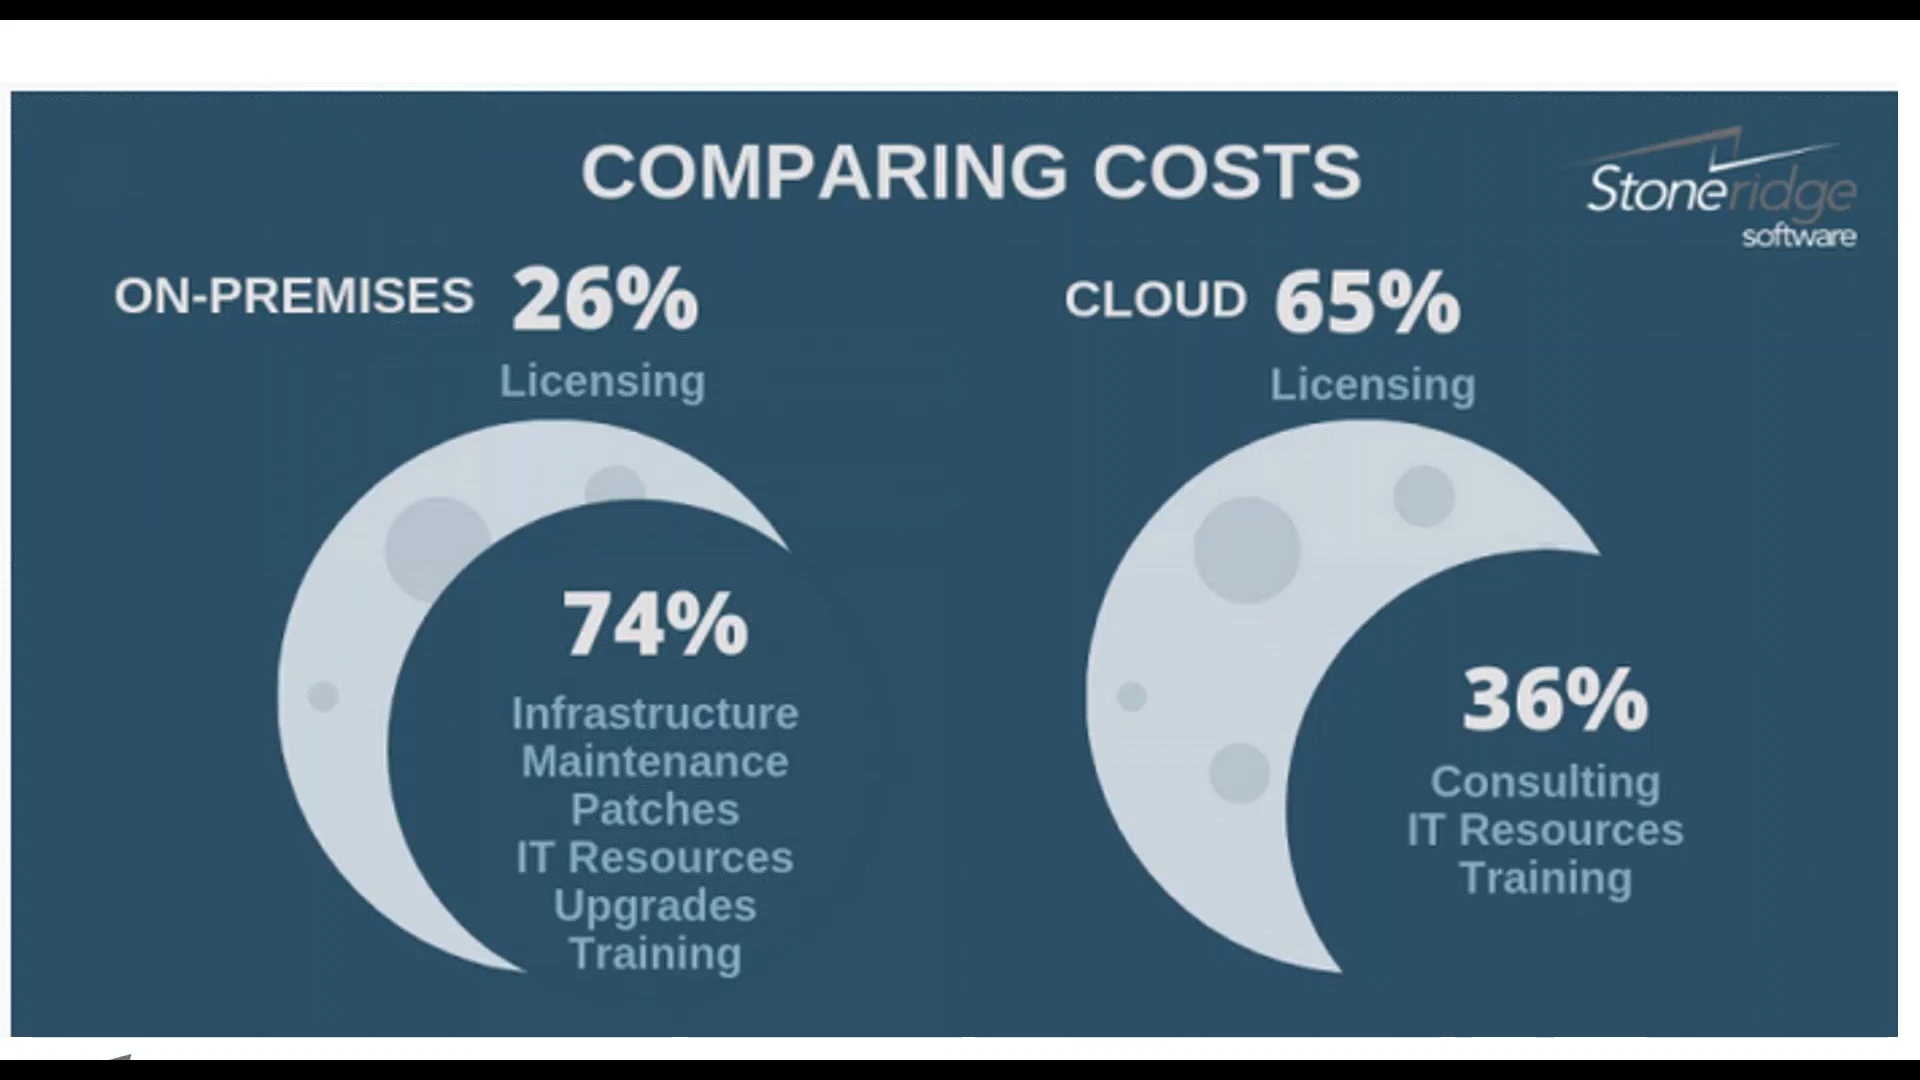 COMPARING COSTS
Stoneridge
software
ON-PREMISES 26%
Licensing
74%
Infrastructure
Maintenance
Patches
IT Resources
Upgrades
Training
CLOUD 65%
Licensing
36%
Consulting
IT Resources
Training